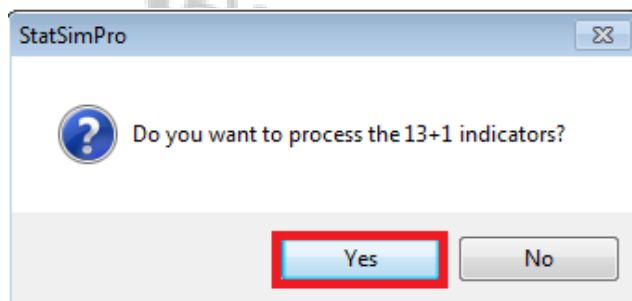 StatSimPro
Do you want to process the 13+1 indicators?
Yes
No